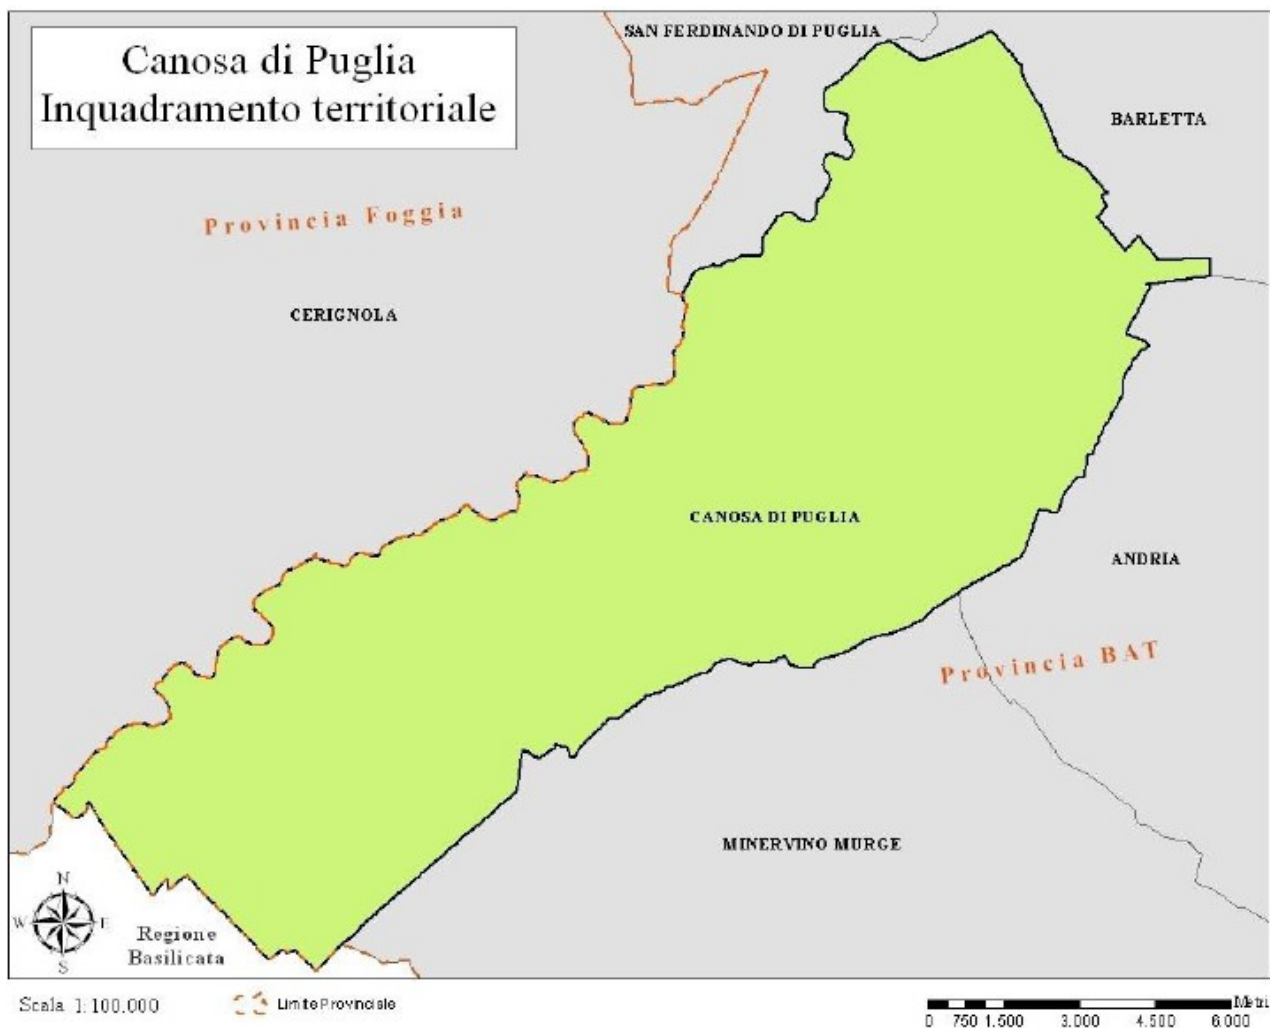 Canosa di Puglia
Inquadramento territoriale
SAN FERDINANDO DI PUGLIA
BARLETTA
Provincia Foggia
CERIGNOLA
CANOSA DI PUGLIA
ANDRIA
Provincia BAT
MINERVINO MURGE
N
W E
S
Regione
Basilicata
Scala 1:100.000
Limite Provinciale
Metri
0 750 1.500 3.000 4.500 6.000